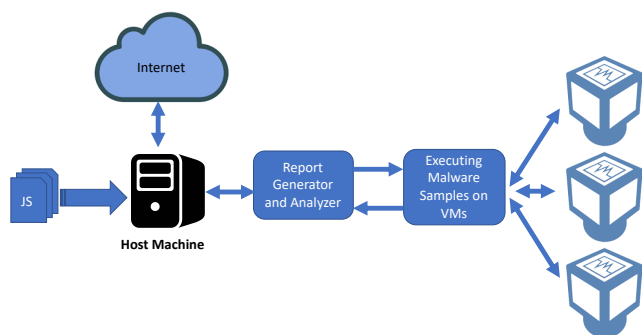 Internet
JS
Host Machine
Report
Generator
and Analyzer
Executing
Malware
Samples on
VMs